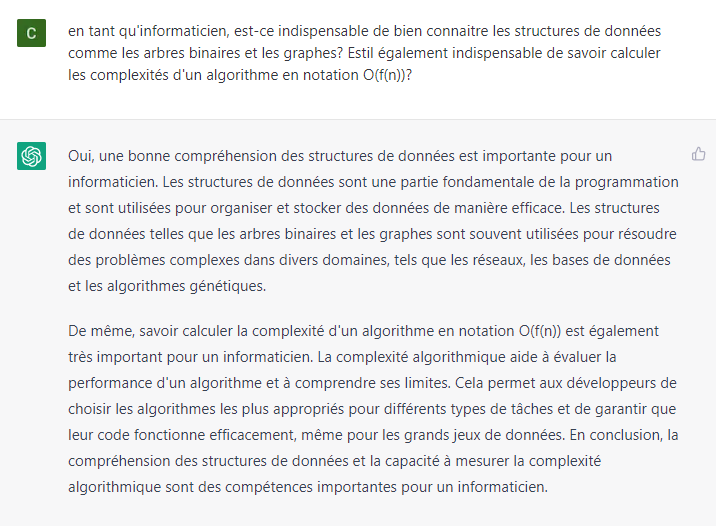 C
en tant qu'informaticien, est-ce indispensable de bien connaitre les structures de données
comme les arbres binaires et les graphes? Estil également indispensable de savoir calculer
les complexités d'un algorithme en notation O(f(n))?
Oui, une bonne compréhension des structures de données est importante pour un
informaticien. Les structures de données sont une partie fondamentale de la programmation
et sont utilisées pour organiser et stocker des données de manière efficace. Les structures
de données telles que les arbres binaires et les graphes sont souvent utilisées pour résoudre
des problèmes complexes dans divers domaines, tels que les réseaux, les bases de données
et les algorithmes génétiques.
De même, savoir calculer la complexité d'un algorithme en notation O(f(n)) est également
très important pour un informaticien. La complexité algorithmique aide à évaluer la
performance d'un algorithme et à comprendre ses limites. Cela permet aux développeurs de
choisir les algorithmes les plus appropriés pour différents types de tâches et de garantir que
leur code fonctionne efficacement, même pour les grands jeux de données. En conclusion, la
compréhension des structures de données et la capacité à mesurer la complexité
algorithmique sont des compétences importantes pour un informaticien.